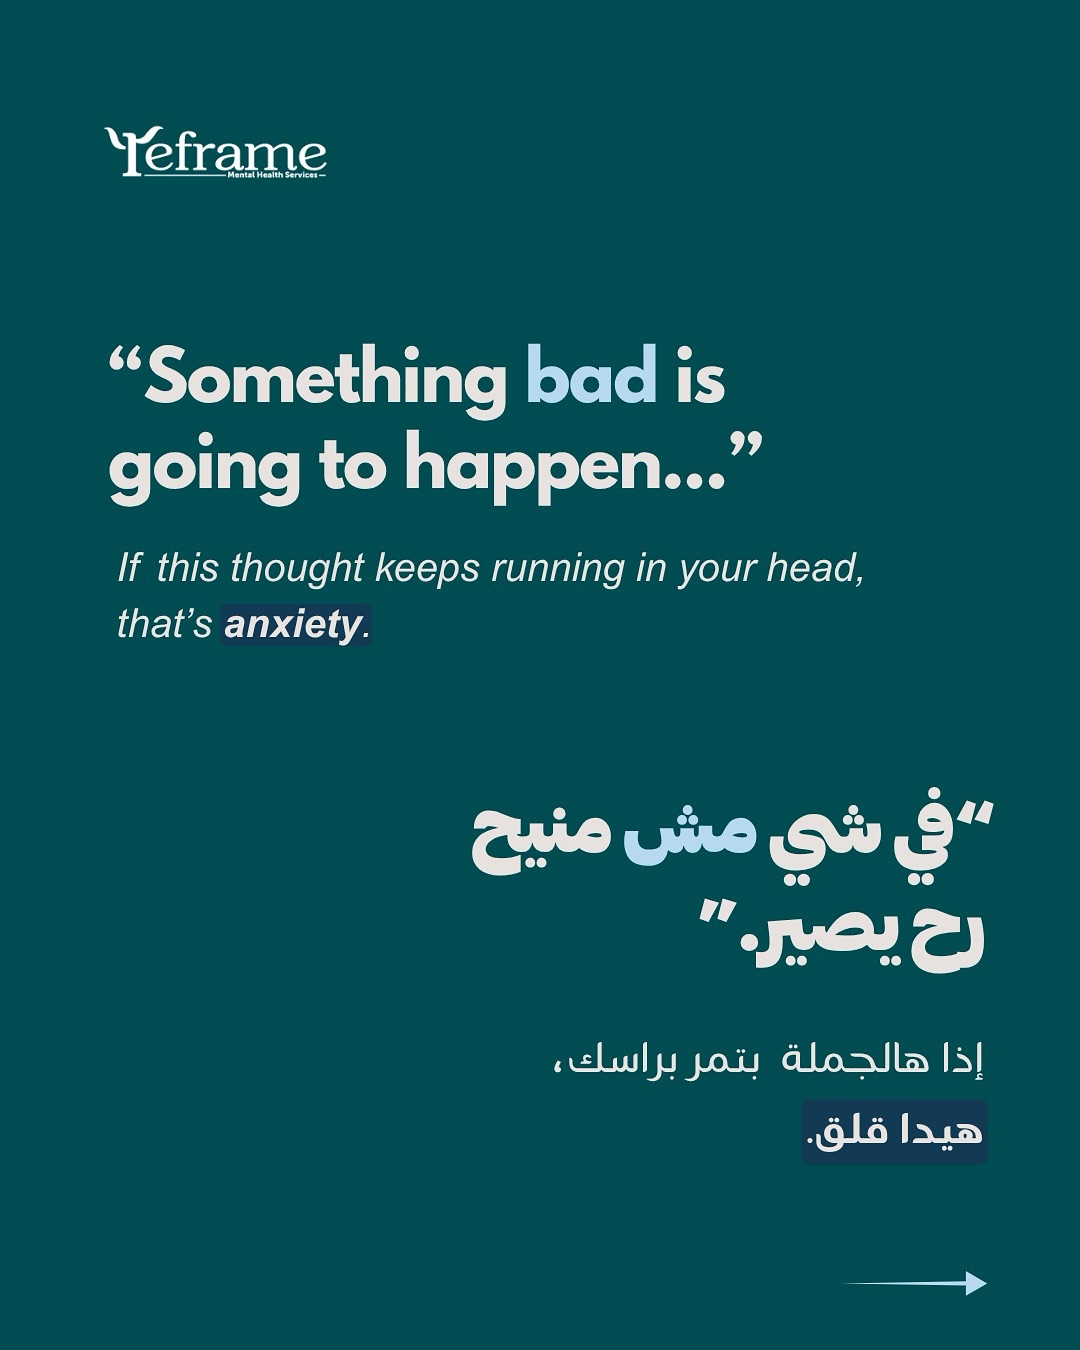 reframe
Mental Health Services
“Something bad is
going to happen...”
If this thought keeps running in your head,
that’s anxiety.
“في شي مش منيح
رح يصير.”
إذا هالجملة بتمر براسك،
هيدا قلق.